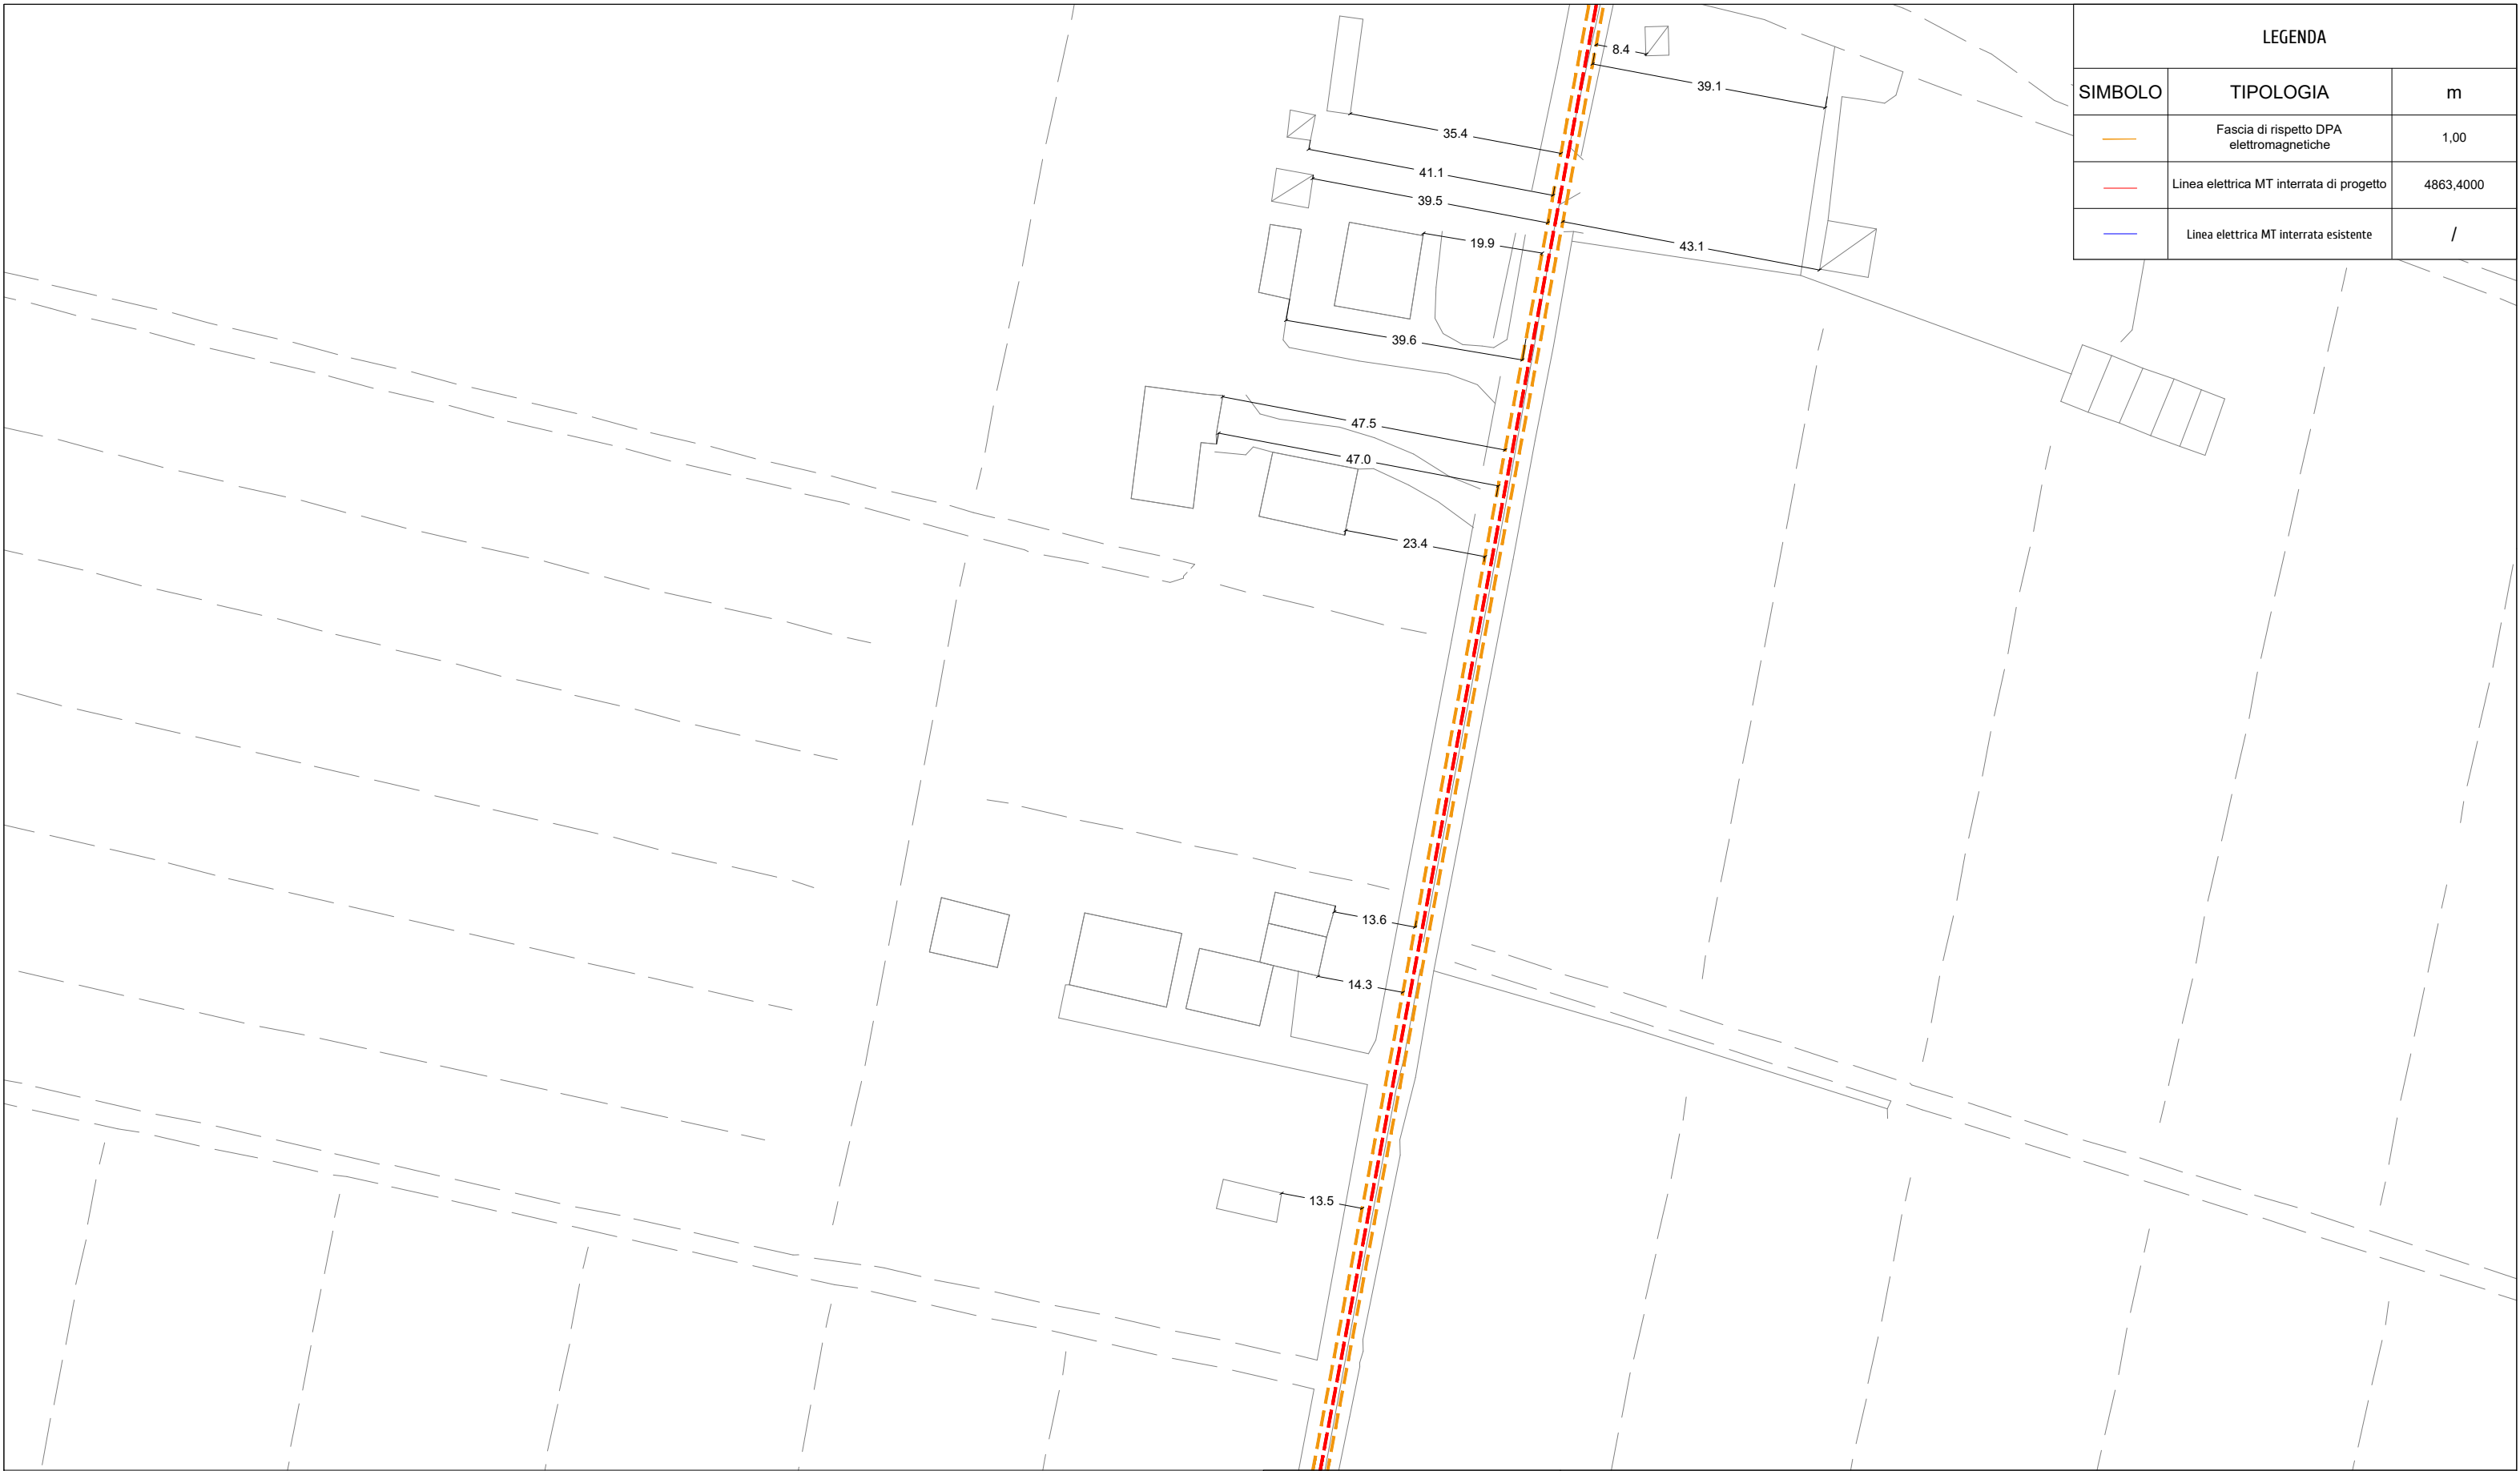 LEGENDA
SIMBOLO TIPOLOGIA m
Fascia di rispetto DPA
elettromagnetiche
1,00
Linea elettrica MT interrata di progetto 4863,4000
Linea elettrica MT interrata esistente /
8.4
39.1
35.4
41.1
39.5
19.9
43.1
39.6
47.5
47.0
23.4
13.6
14.3
13.5